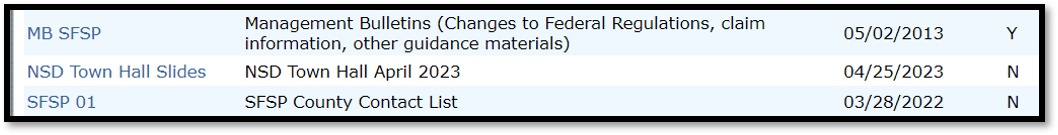 MB SFSP Management Bulletins (Changes to Federal Regulations, claim information, other guidance materials) 05/02/2013 Y
NSD Town Hall Slides NSD Town Hall April 2023 04/25/2023 N
SFSP 01 SFSP County Contact List 03/28/2022 N